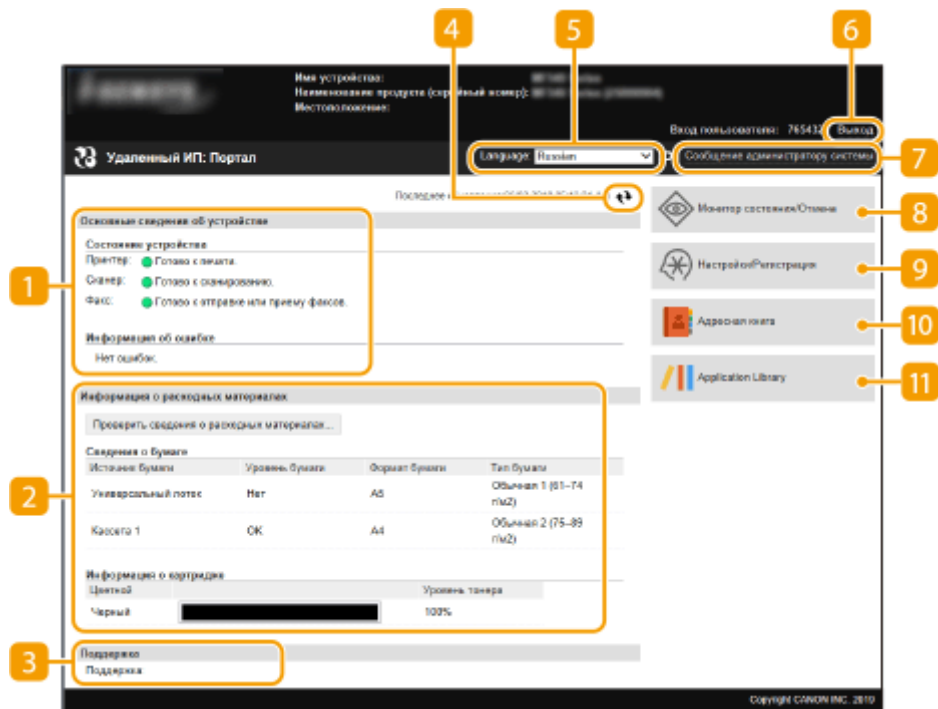 4
5
6
Имя устройства:
Наименование продукта (серийный номер):
Местоположение:
Вход пользователя: 765432 Выход
Удаленный ИП: Портал
Language: Russian
Сообщение администратору системы
7
Последнее
Основные сведения об устройстве
Монитор состояния/Отмена
8
Состояние устройства
Принтер: Готово к печати.
Сканер: Готово к сканированию.
Факс: Готово к отправке или приему факсов.
1
Настройки/Регистрация
9
Информация об ошибке
Нет ошибок.
Адресная книга
10
Application Library
11
Информация о расходных материалах
Проверить сведения о расходных материалах...
Сведения о бумаге
Источник бумаги Уровень бумаги Формат бумаги Тип бумаги
Универсальный лоток Нет A5 Обычная 1 (61–74 г/м2)
2
Кассета 1 OK A4 Обычная 2 (75–89 г/м2)
Информация о картридже
Цветной Уровень тонера
Черный 100%
3
Поддержка
Поддержка
Copyright CANON INC. 2019